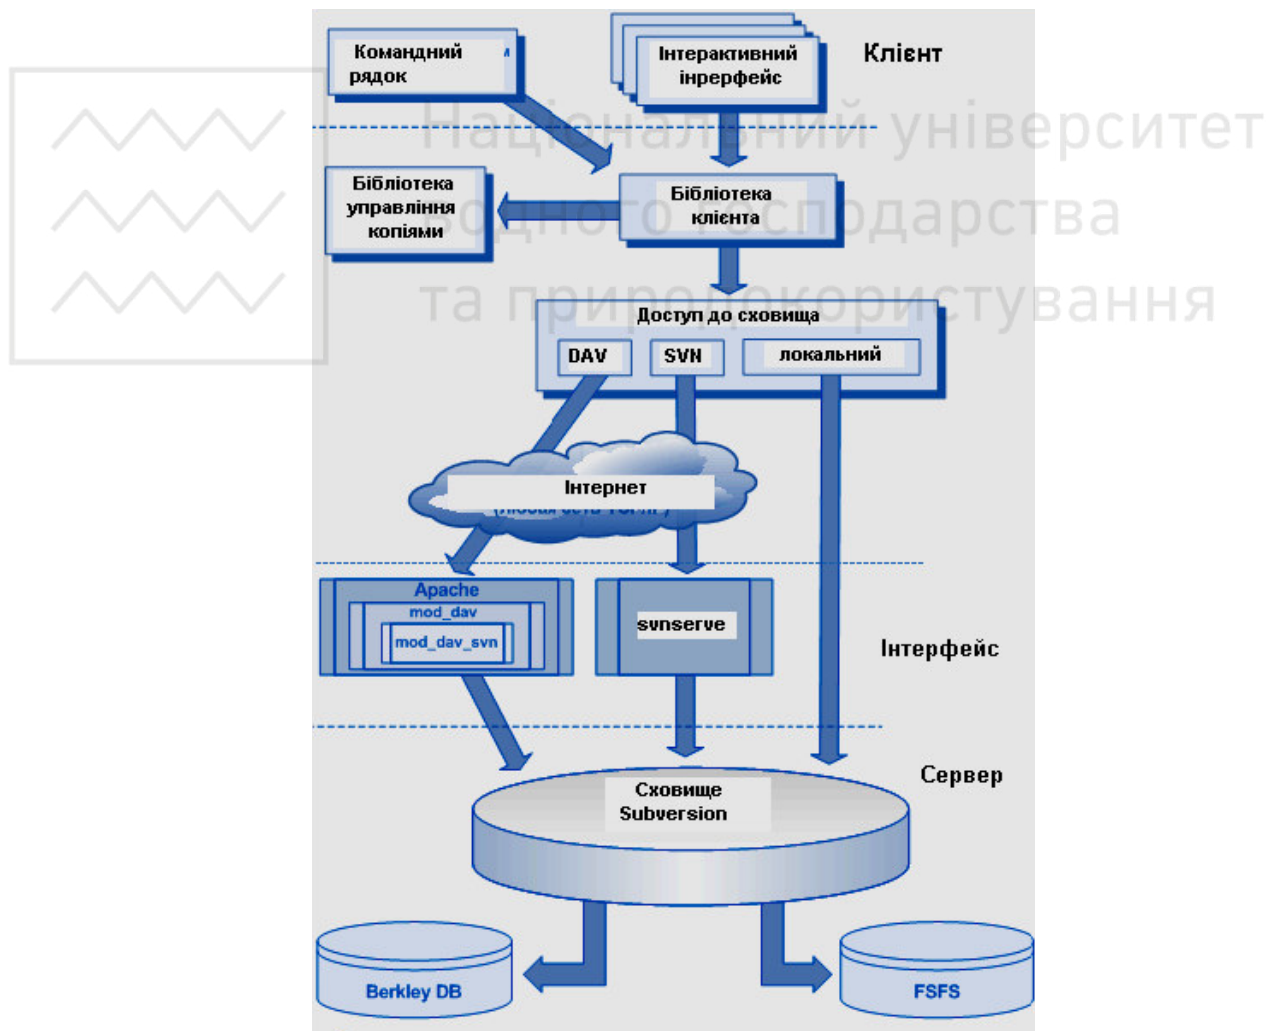 Командний
рядок
Інтерактивний
інрерфейс
Клієнт
Національний університет
водного господарства
та природокористування
Бібліотека
управління
копіями
Бібліотека
клієнта
Доступ до сховища
DAV
SVN
локальний
Інтернет
Apache
mod_dav
mod_dav_svn
svnserve
Інтерфейс
Сервер
Сховище
Subversion
Berkley DB
FSFS